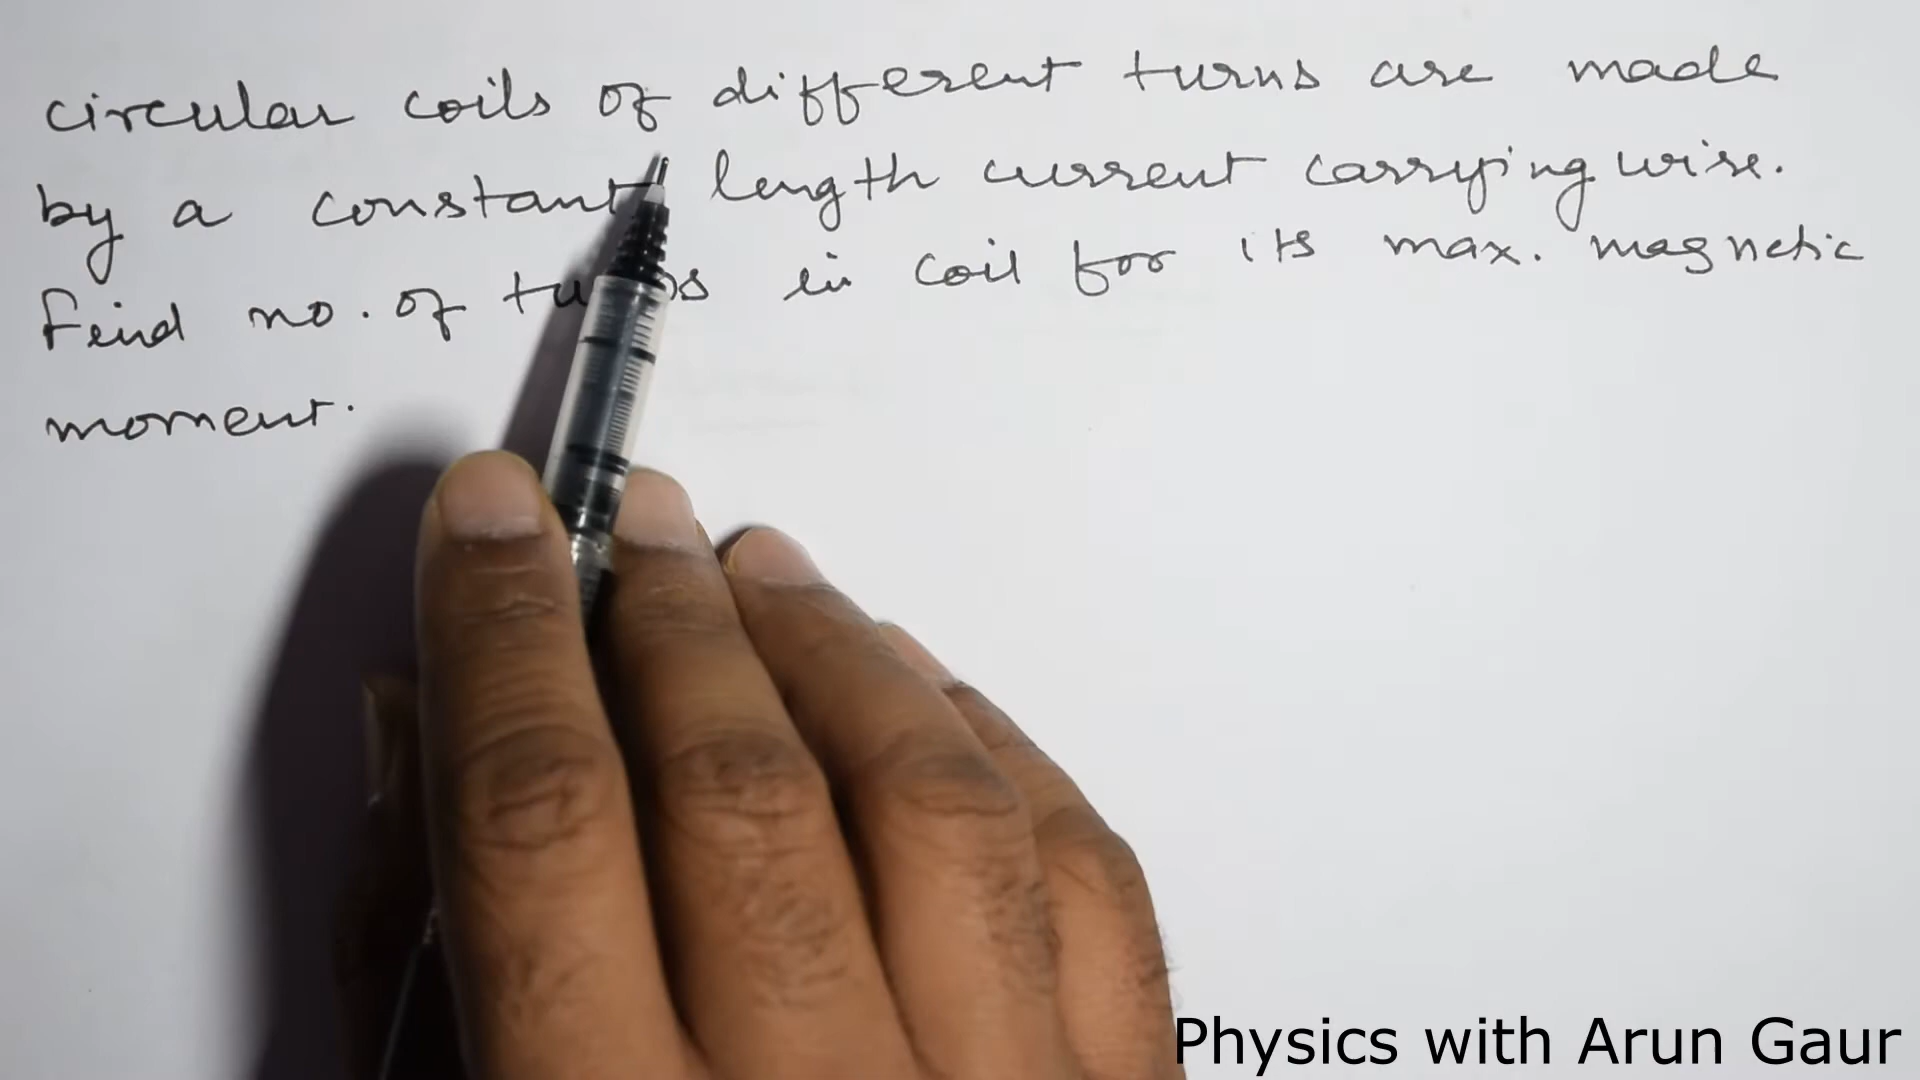 circular coils of different turns are made
by a constant length current carrying wire.
Find no. of turns in coil for its max. magnetic
moment.
Physics with Arun Gaur